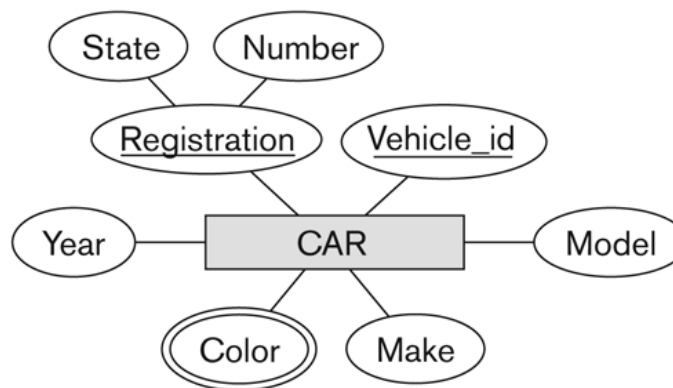 State
Number
Registration
Vehicle_id
Year
CAR
Model
Color
Make